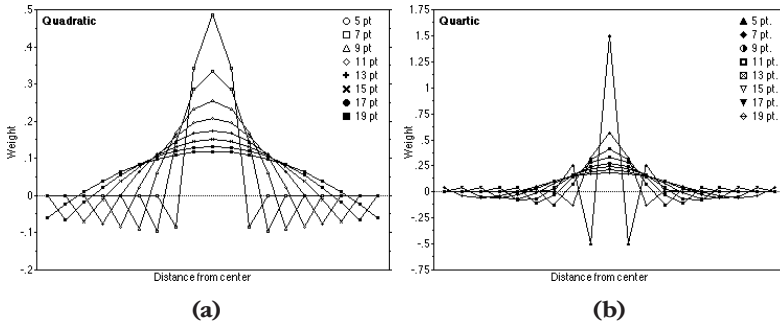 Quadratic
5 pt
7 pt
9 pt
11 pt
13 pt
15 pt
17 pt
19 pt
.5
.4
.3
.2
.1
0
-.1
-.2
Weight
Distance from center
(a)
Quartic
5 pt.
7 pt.
9 pt.
11 pt.
13 pt.
15 pt.
17 pt.
19 pt.
1.75
1.5
1.25
1
.75
.5
.25
0
-.25
-.5
-.75
Weight
Distance from center
(b)